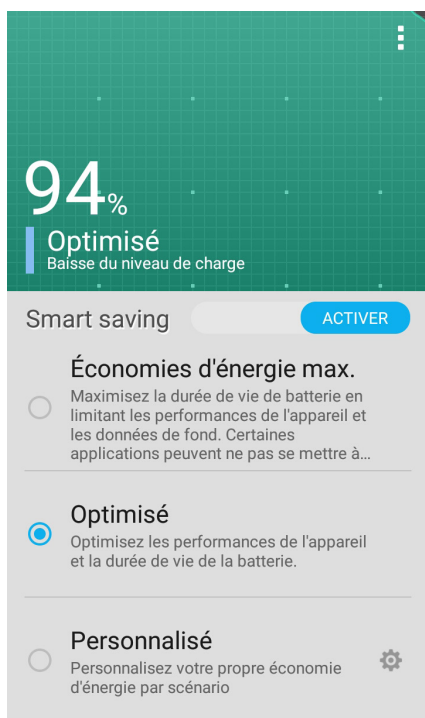 94%
Optimisé
Baisse du niveau de charge
Smart saving ACTIVER
Économies d'énergie max.
Maximisez la durée de vie de batterie en
limitant les performances de l'appareil et
les données de fond. Certaines
applications peuvent ne pas se mettre à...
Optimisé
Optimisez les performances de l'appareil
et la durée de vie de la batterie.
Personnalisé
Personnalisez votre propre économie
d'énergie par scénario